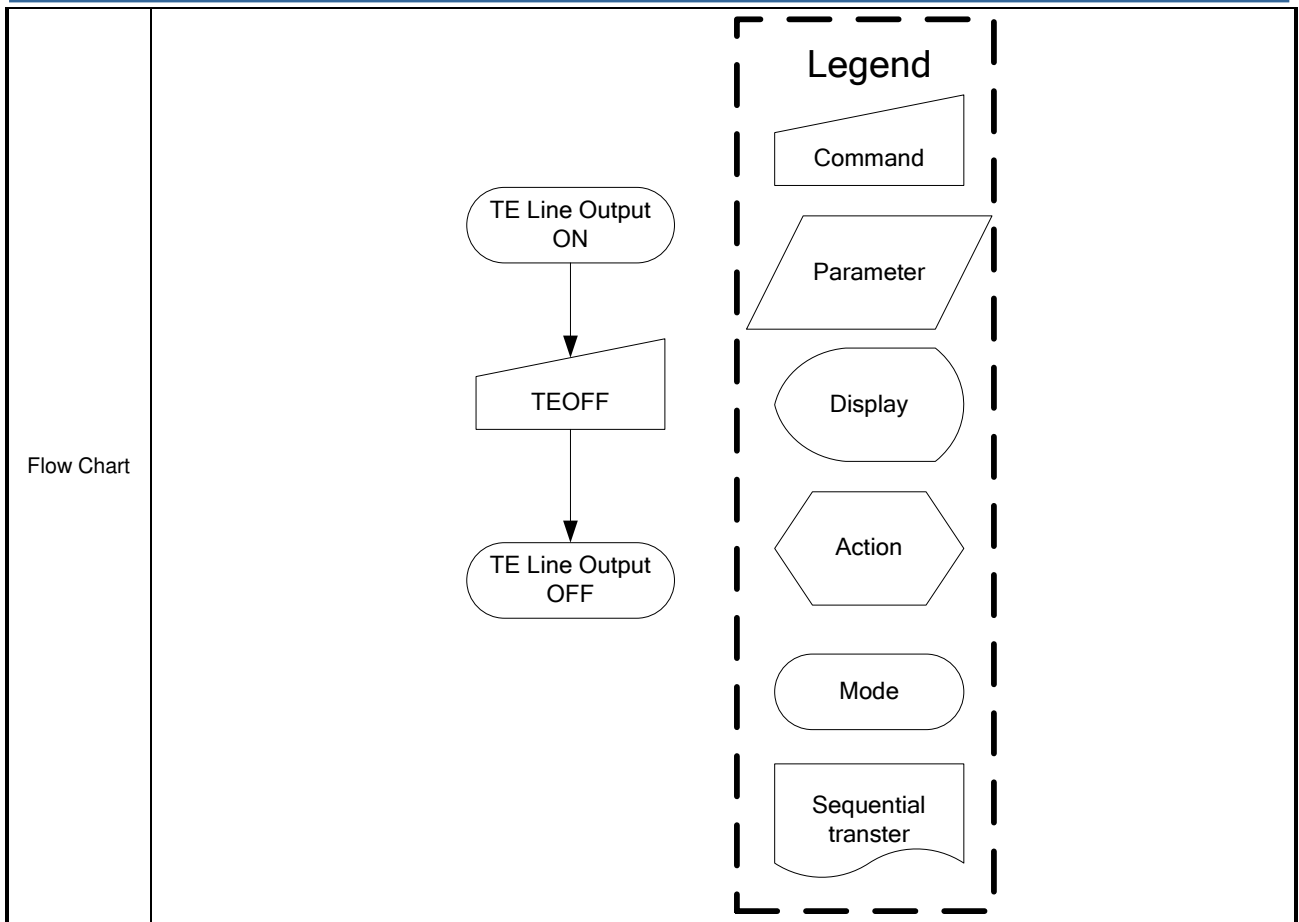 Flow Chart
TE Line Output
ON
TEOFF
TE Line Output
OFF
Legend
Command
Parameter
Display
Action
Mode
Sequential
transter